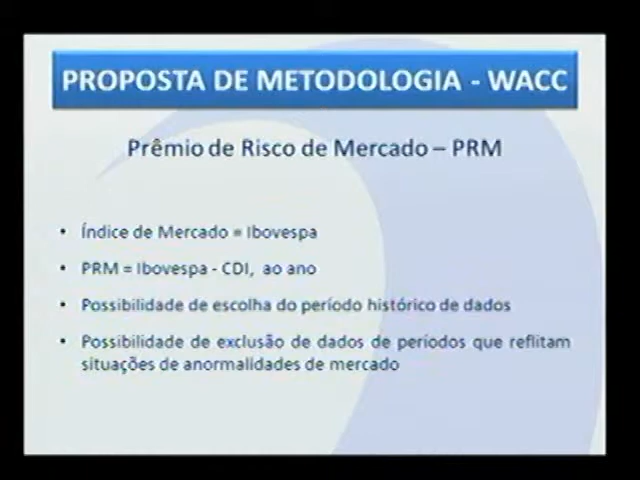 PROPOSTA DE METODOLOGIA - WACC
Prêmio de Risco de Mercado – PRM
• Índice de Mercado = Ibovespa
• PRM = Ibovespa - CDI, ao ano
• Possibilidade de escolha do período histórico de dados
• Possibilidade de exclusão de dados de períodos que reflitam
situações de anormalidades de mercado